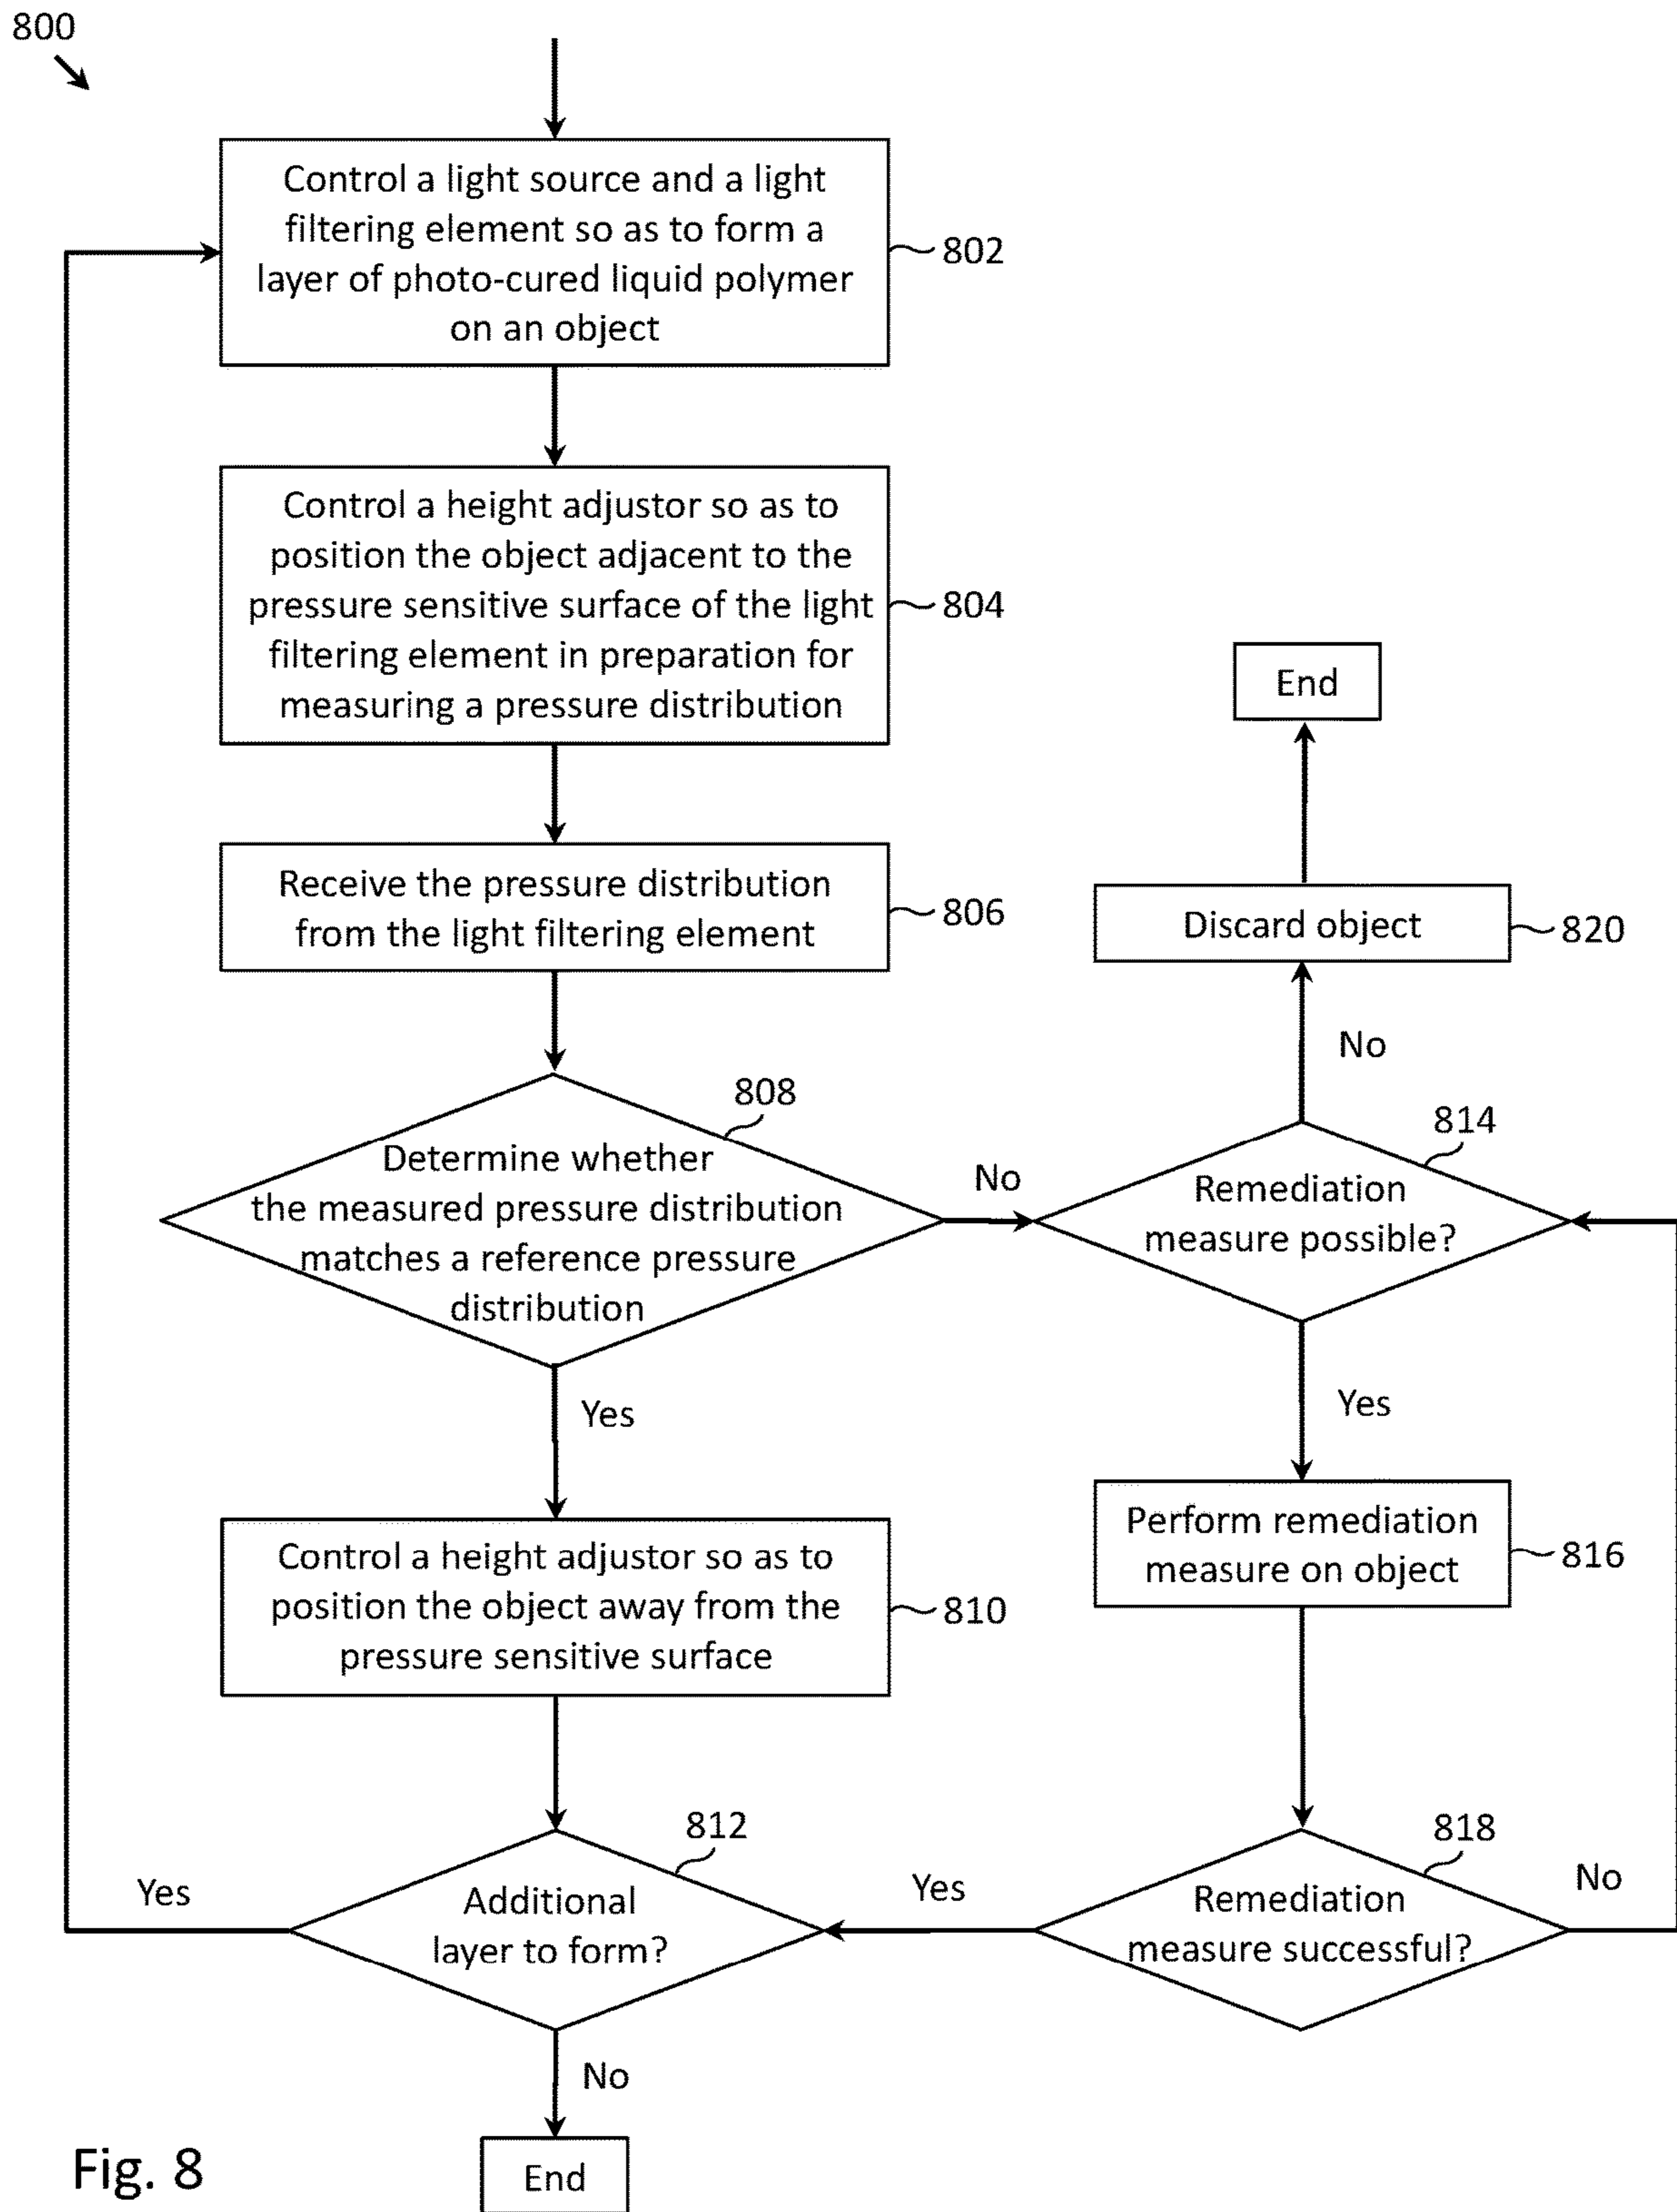 800
Control a light source and a light
filtering element so as to form a
layer of photo-cured liquid polymer
on an object
802
Control a height adjustor so as to
position the object adjacent to the
pressure sensitive surface of the light
filtering element in preparation for
measuring a pressure distribution
804
Receive the pressure distribution
from the light filtering element
806
808
Determine whether
the measured pressure distribution
matches a reference pressure
distribution
No
Yes
Control a height adjustor so as to
position the object away from the
pressure sensitive surface
810
812
Additional
layer to form?
Yes
No
End
End
Discard object
820
No
814
Remediation
measure possible?
Yes
Perform remediation
measure on object
816
818
Remediation
measure successful?
Yes
No
Fig. 8